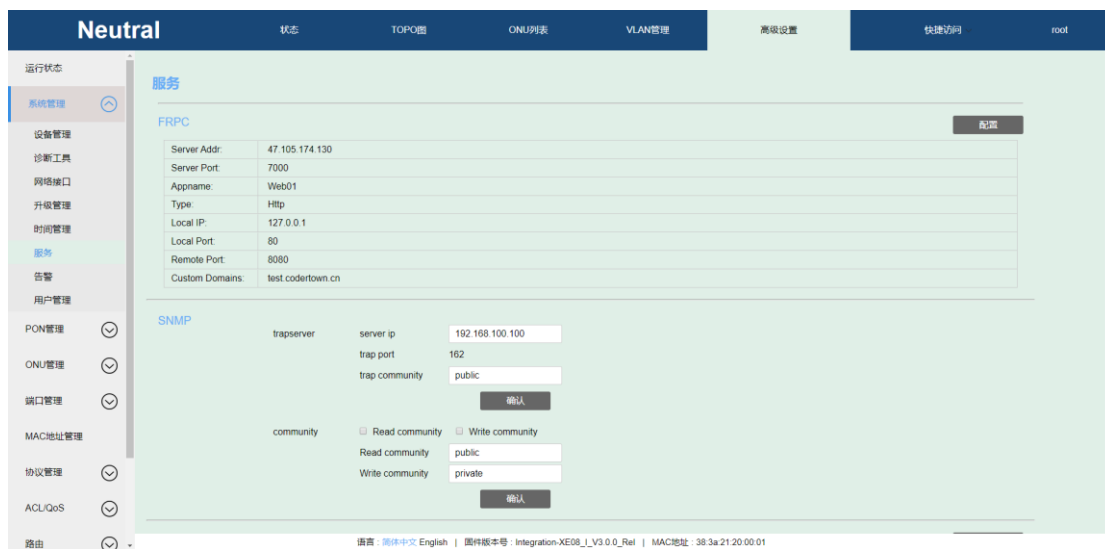 Neutral 状态 TOPO图 ONU列表 VLAN管理 高级设置 快捷访问 root
运行状态
系统管理
设备管理
诊断工具
网络接口
升级管理
时间管理
服务
告警
用户管理
PON管理
ONU管理
端口管理
MAC地址管理
协议管理
ACL/QoS
路由
服务
FRPC 配置
Server Addr: 47.105.174.130
Server Port: 7000
Appname: Web01
Type: Http
Local IP: 127.0.0.1
Local Port: 80
Remote Port: 8080
Custom Domains: test.codertown.cn
SNMP
trapserver server ip 192.168.100.100
trap port 162
trap community public
确认
community Read community Write community
Read community public
Write community private
确认
语言 : 简体中文 English | 固件版本号 : Integration-XE08_I_V3.0.0_Rel | MAC地址 : 38:3a:21:20:00:01